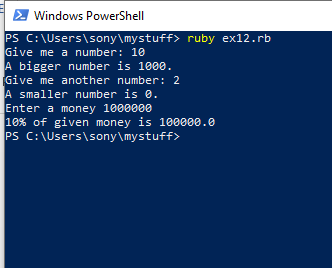 Windows PowerShell
PS C:\Users\sony\mystuff> ruby ex12.rb
Give me a number: 10
A bigger number is 1000.
Give me another number: 2
A smaller number is 0.
Enter a money 1000000
10% of given money is 100000.0
PS C:\Users\sony\mystuff>